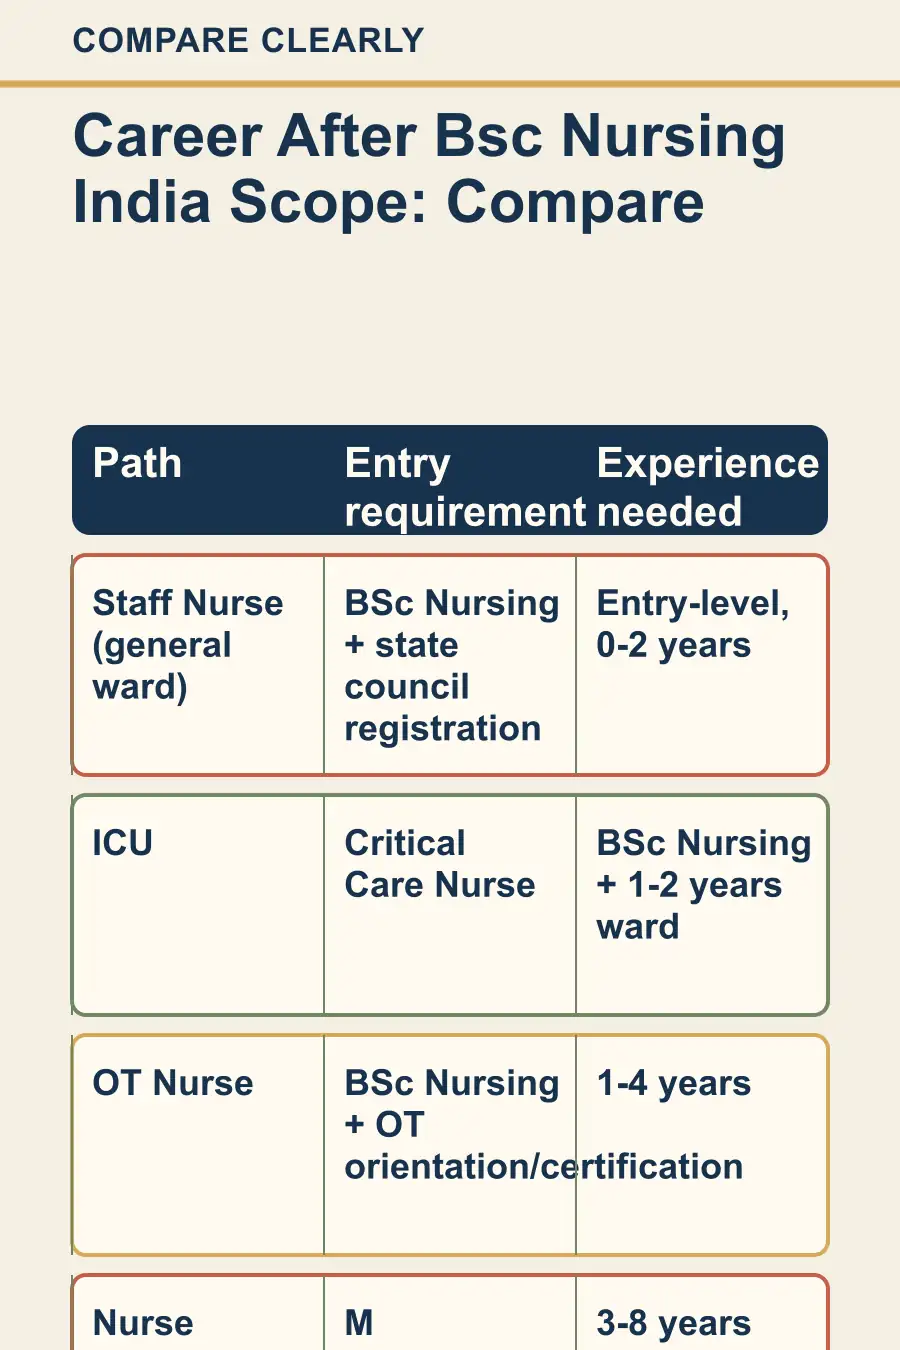 COMPARE CLEARLY
Career After Bsc Nursing
India Scope: Compare
Path
Entry
requirement
Experience
needed
Staff Nurse
(general
ward)
BSc Nursing
+ state
council
registration
Entry-level,
0-2 years
ICU
Critical
Care Nurse
BSc Nursing
+ 1-2 years
ward
OT Nurse
BSc Nursing
+ OT
orientation/certification
1-4 years
Nurse
M
3-8 years